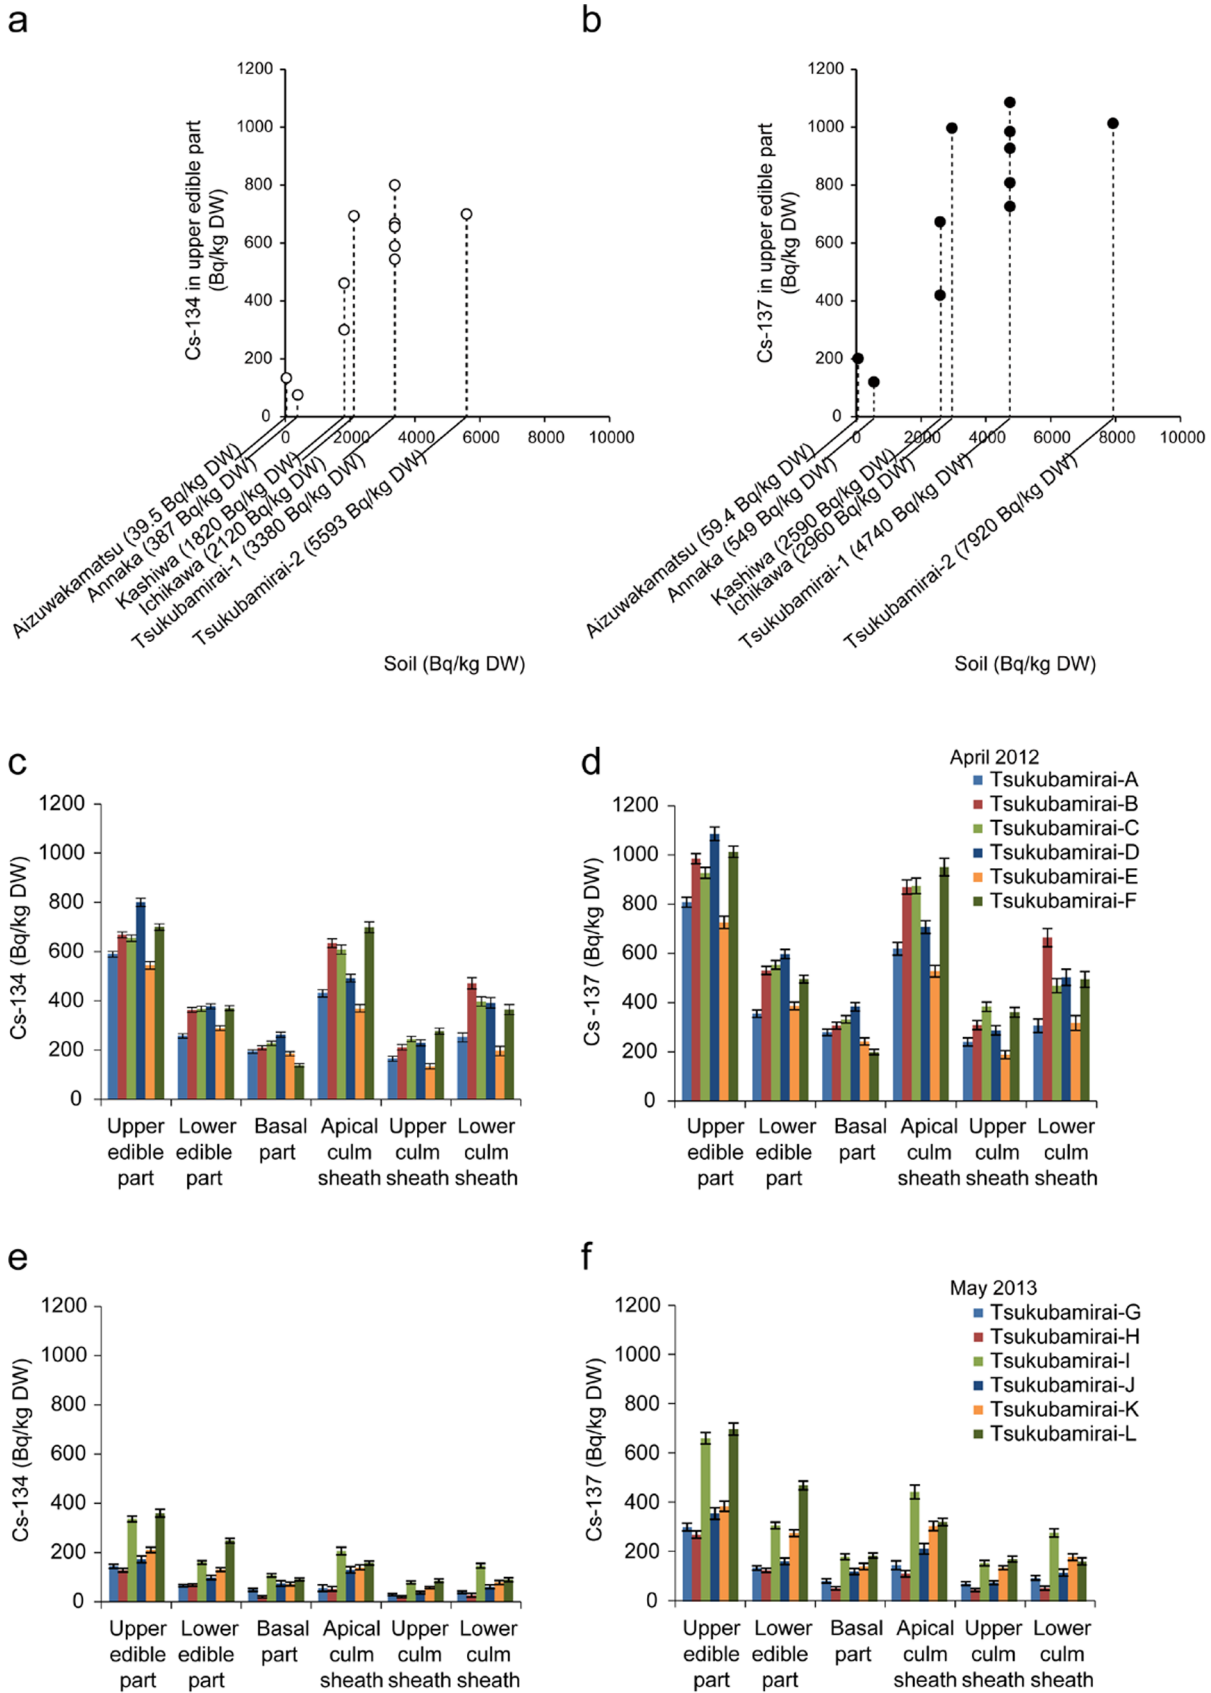 a
1200
1000
800
600
400
200
0
Cs-134 in upper edible part
(Bq/kg DW)
0
2000
4000
6000
8000
10000
Aizuwakamatsu (39.5 Bq/kg DW)
Annaka (387 Bq/kg DW)
Kashiwa (1820 Bq/kg DW)
Ichikawa (2120 Bq/kg DW)
Tsukubamirai-1 (3380 Bq/kg DW)
Tsukubamirai-2 (5593 Bq/kg DW)
Soil (Bq/kg DW)
b
1200
1000
800
600
400
200
0
Cs-137 in upper edible part
(Bq/kg DW)
0
2000
4000
6000
8000
10000
Aizuwakamatsu (59.4 Bq/kg DW)
Annaka (549 Bq/kg DW)
Kashiwa (2590 Bq/kg DW)
Ichikawa (2960 Bq/kg DW)
Tsukubamirai-1 (4740 Bq/kg DW)
Tsukubamirai-2 (7920 Bq/kg DW)
Soil (Bq/kg DW)
c
1200
1000
800
600
400
200
0
Cs-134 (Bq/kg DW)
Upper edible part
Lower edible part
Basal part
Apical culm sheath
Upper culm sheath
Lower culm sheath
d
April 2012
Tsukubamirai-A
Tsukubamirai-B
Tsukubamirai-C
Tsukubamirai-D
Tsukubamirai-E
Tsukubamirai-F
1200
1000
800
600
400
200
0
Cs -137 (Bq/kg DW)
Upper edible part
Lower edible part
Basal part
Apical culm sheath
Upper culm sheath
Lower culm sheath
e
1200
1000
800
600
400
200
0
Cs-134 (Bq/kg DW)
Upper edible part
Lower edible part
Basal part
Apical culm sheath
Upper culm sheath
Lower culm sheath
f
May 2013
Tsukubamirai-G
Tsukubamirai-H
Tsukubamirai-I
Tsukubamirai-J
Tsukubamirai-K
Tsukubamirai-L
1200
1000
800
600
400
200
0
Cs-137 (Bq/kg DW)
Upper edible part
Lower edible part
Basal part
Apical culm sheath
Upper culm sheath
Lower culm sheath